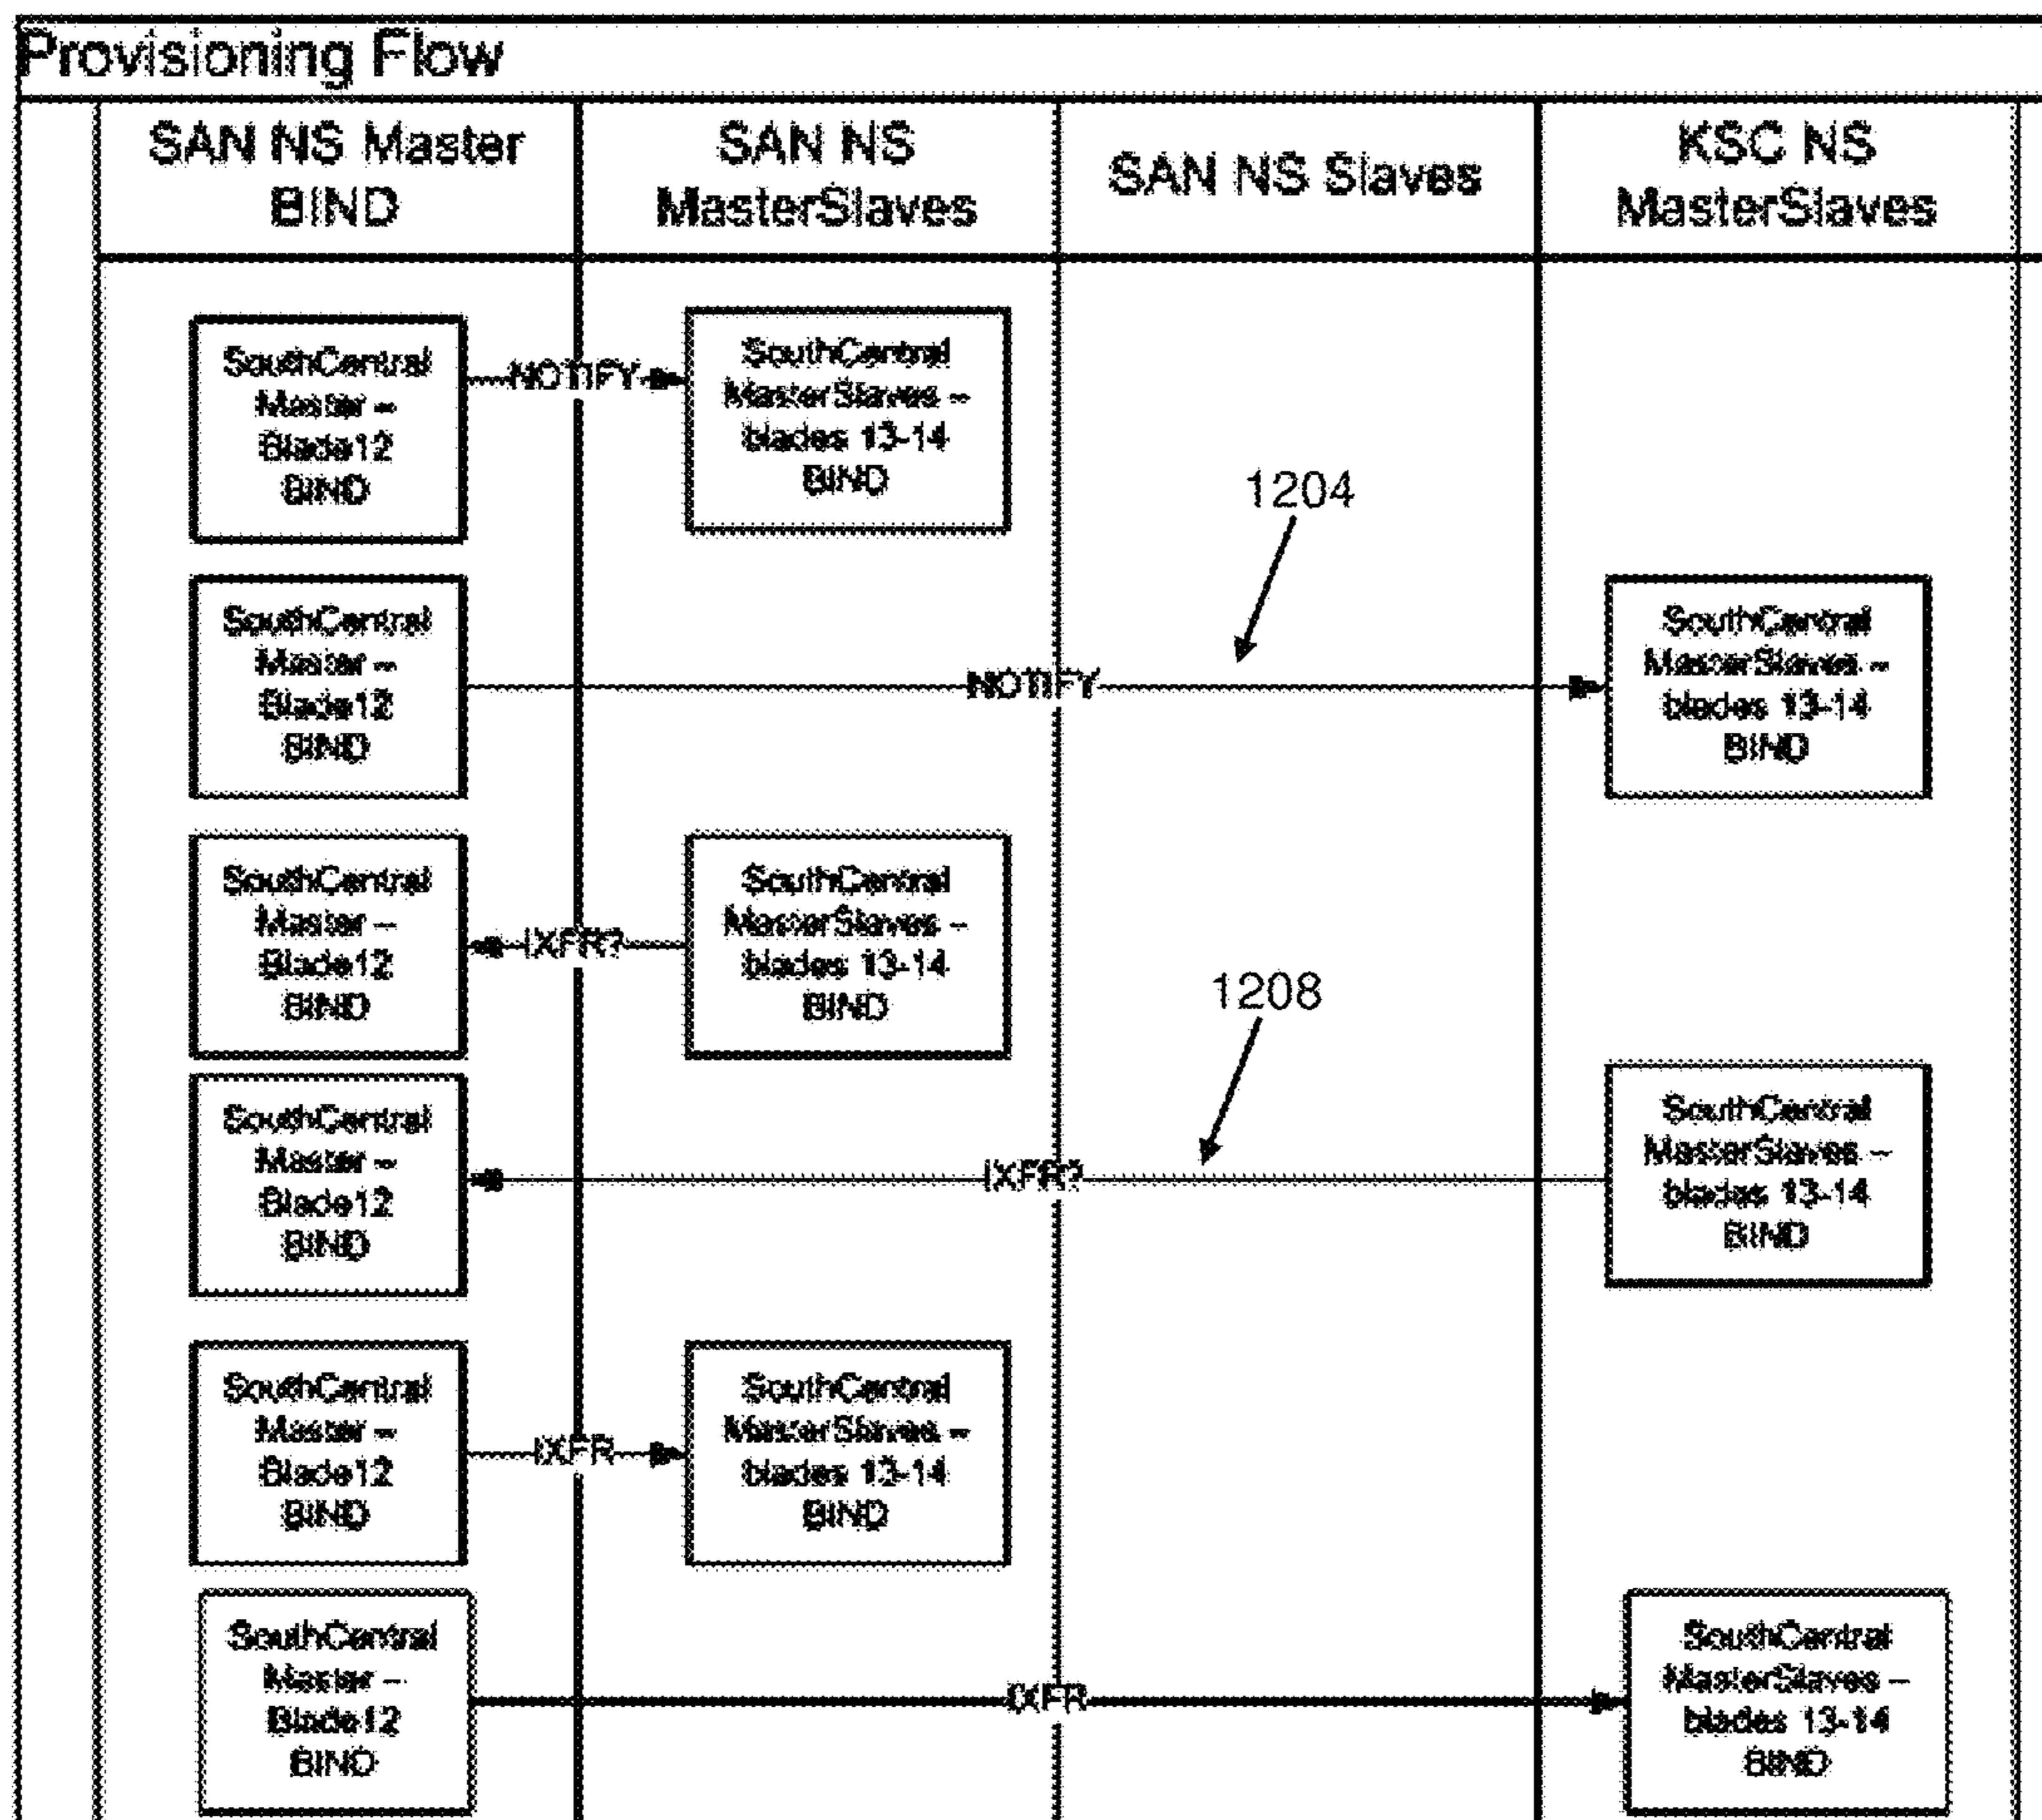 Provisioning Flow
SAN NS Master
BIND
SAN NS
MasterSlaves
SAN NS Slaves
KSC NS
MasterSlaves
SouthCentral
Master –
Blade12
BIND
NOTIFY
SouthCentral
MasterSlaves –
blades 13-14
BIND
1204
SouthCentral
Master –
Blade12
BIND
NOTIFY
SouthCentral
MasterSlaves –
blades 13-14
BIND
SouthCentral
Master –
Blade12
BIND
IXFR?
SouthCentral
MasterSlaves –
blades 13-14
BIND
1208
SouthCentral
Master –
Blade12
BIND
IXFR?
SouthCentral
MasterSlaves –
blades 13-14
BIND
SouthCentral
Master –
Blade12
BIND
IXFR
SouthCentral
MasterSlaves –
blades 13-14
BIND
SouthCentral
Master –
Blade12
BIND
IXFR
SouthCentral
MasterSlaves –
blades 13-14
BIND